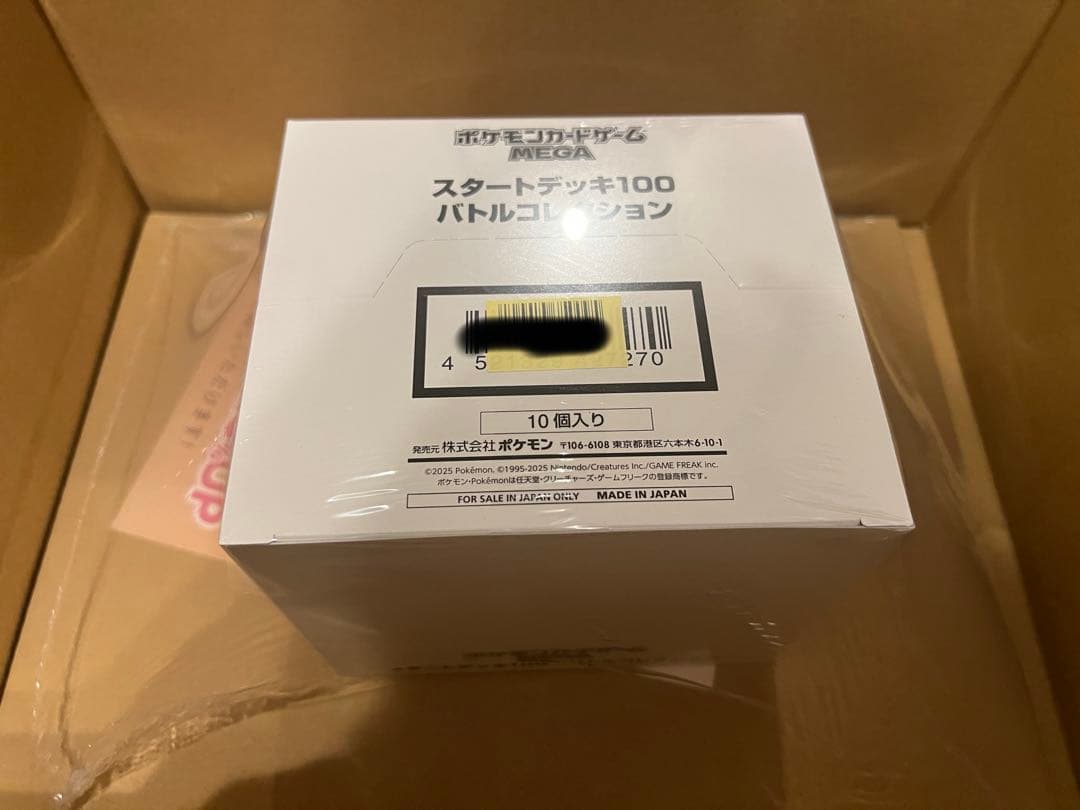 ポケモンカードゲーム
MEGA
スタートデッキ100
バトルコレクション
4 5 270
10個入り
発売元 株式会社 ポケモン 〒106-6108 東京都港区六本木6-10-1
©2025 Pokémon. ©1995-2025 Nintendo/Creatures Inc./GAME FREAK inc.
ポケモン・Pokémonは任天堂・クリーチャーズ・ゲームフリークの登録商標です。
FOR SALE IN JAPAN ONLY MADE IN JAPAN